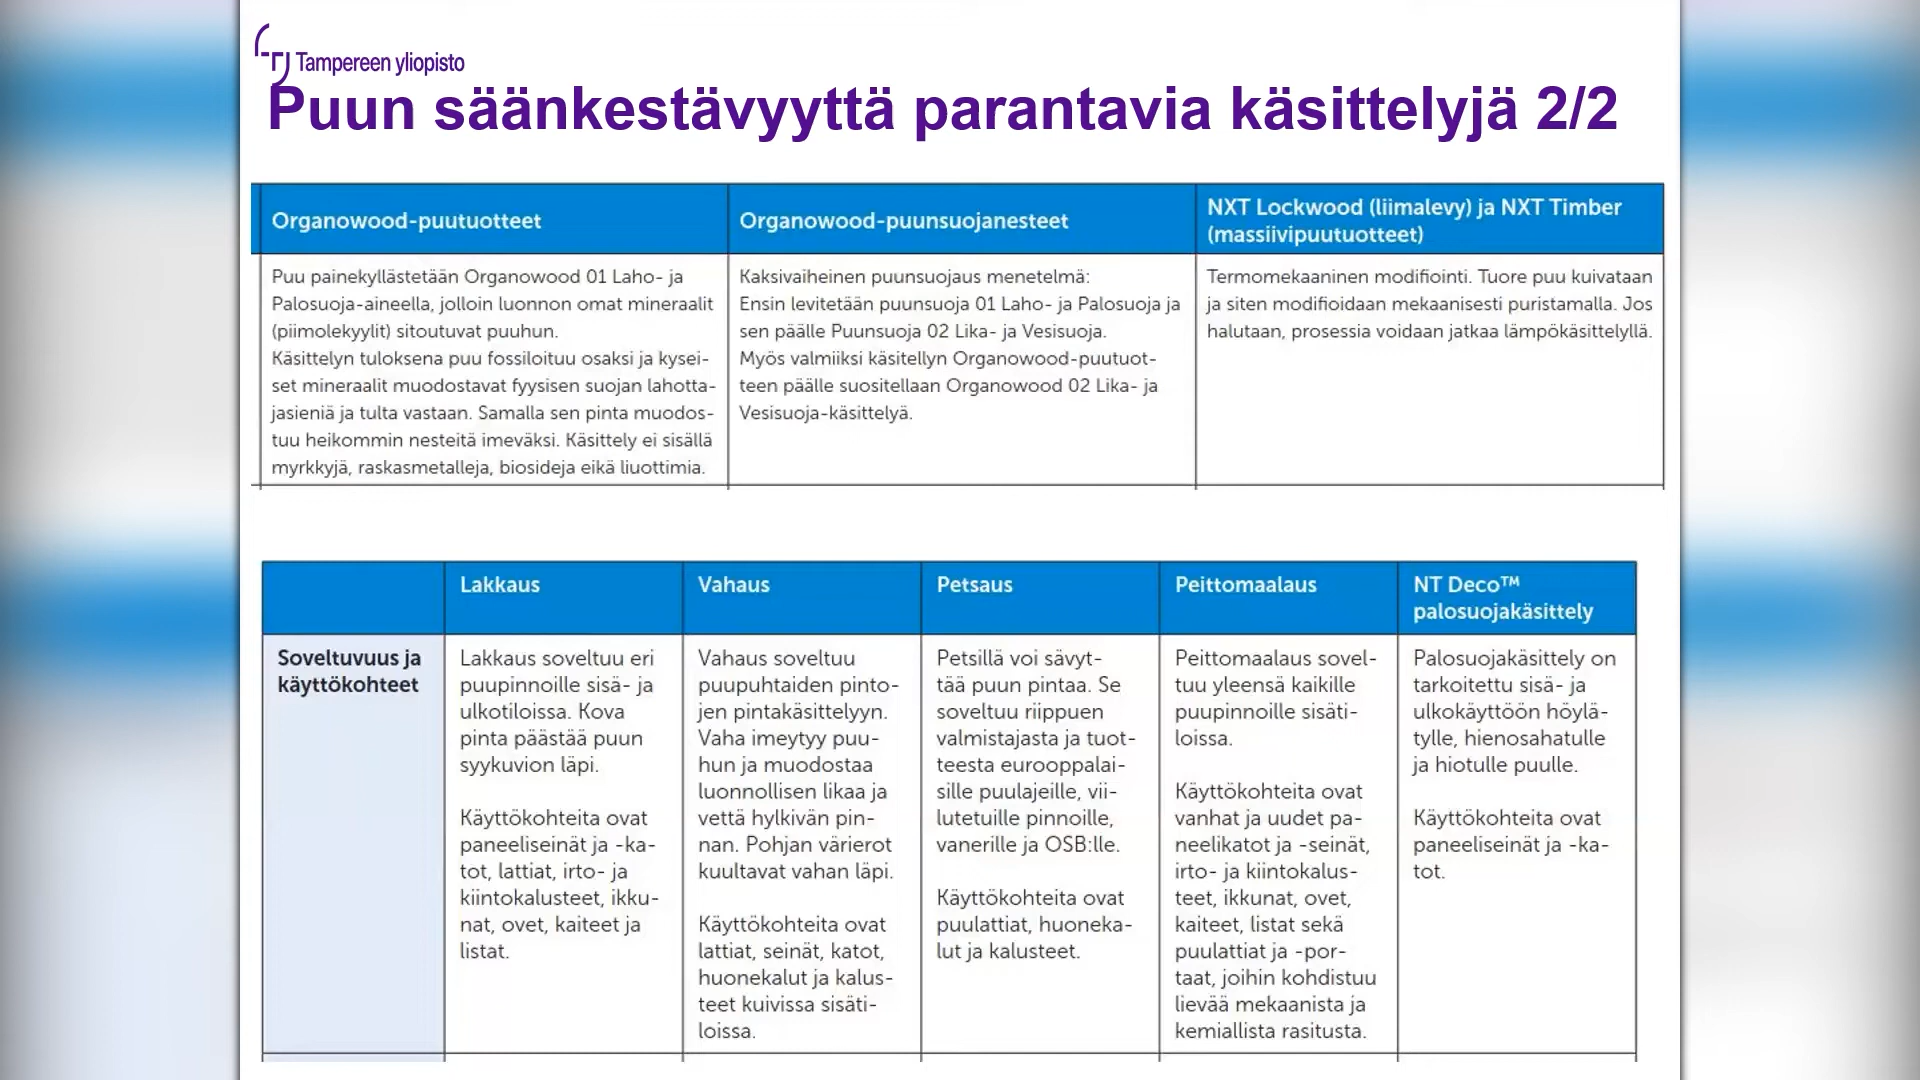 Tampereen yliopisto
Puun säänkestävyyttä parantavia käsittelyjä 2/2
Organowood-puutuotteet
Puu painekyllästetään Organowood 01 Laho- ja
Palosuoja-aineella, jolloin luonnon omat mineraalit
(piimolekyylit) sitoutuvat puuhun.
Käsittelyn tuloksena puu fossiloituu osaksi ja kysei-
set mineraalit muodostavat fyysisen suojan lahotta-
jasieniä ja tulta vastaan. Samalla sen pinta muodos-
tuu heikommin nesteitä imeväksi. Käsittely ei sisällä
myrkkyjä, raskasmetalleja, biosideja eikä liuottimia.
Organowood-puunsuojanesteet
Kaksivaiheinen puunsuojaus menetelmä:
Ensin levitetään puunsuoja 01 Laho- ja Palosuoja ja
sen päälle Puunsuoja 02 Lika- ja Vesisuoja.
Myös valmiiksi käsitellyn Organowood-puutuot-
teen päälle suositellaan Organowood 02 Lika- ja
Vesisuoja-käsittelyä.
NXT Lockwood (liimalevy) ja NXT Timber
(massiivipuutuotteet)
Termomekaaninen modifiointi. Tuore puu kuivataan
ja siten modifioidaan mekaanisesti puristamalla. Jos
halutaan, prosessia voidaan jatkaa lämpökäsittelyllä.
Soveltuvuus ja
käyttökohteet
Lakkaus
Lakkaus soveltuu eri
puupinnoille sisä- ja
ulkotiloissa. Kova
pinta päästää puun
syykuvion läpi.
Käyttökohteita ovat
paneeliseinät ja -ka-
tot, lattiat, irto- ja
kiintokalusteet, ikku-
nat, ovet, kaiteet ja
listat.
Vahaus
Vahaus soveltuu
puupuhtaiden pinto-
jen pintakäsittelyyn.
Vaha imeytyy puu-
hun ja muodostaa
luonnollisen likaa ja
vettä hylkivän pin-
nan. Pohjan värierot
kuultavat vahan läpi.
Käyttökohteita ovat
lattiat, seinät, katot,
huonekalut ja kalus-
teet kuivissa sisäti-
loissa.
Petsaus
Petsillä voi sävyt-
tää puun pintaa. Se
soveltuu riippuen
valmistajasta ja tuot-
teesta eurooppalai-
sille puulajeille, vii-
lutetuille pinnoille,
vanerille ja OSB:lle.
Käyttökohteita ovat
puulattiat, huoneka-
lut ja kalusteet.
Peittomaalaus
Peittomaalaus sovel-
tuu yleensä kaikille
puupinnoille sisäti-
loissa.
Käyttökohteita ovat
vanhat ja uudet pa-
neelikatot ja -seinät,
irto- ja kiintokalus-
teet, ikkunat, ovet,
kaiteet, listat sekä
puulattiat ja -por-
taat, joihin kohdistuu
lievää mekaanista ja
kemiallista rasitusta.
NT Deco™
palosuojakäsittely
Palosuojakäsittely on
tarkoitettu sisä- ja
ulkokäyttöön höylä-
tylle, hienosahatulle
ja hiotulle puulle.
Käyttökohteita ovat
paneeliseinät ja -ka-
tot.